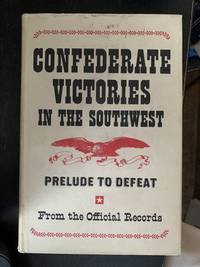 CONFEDERATE
VICTORIES
IN THE SOUTHWEST
PRELUDE TO DEFEAT
From the Official Records